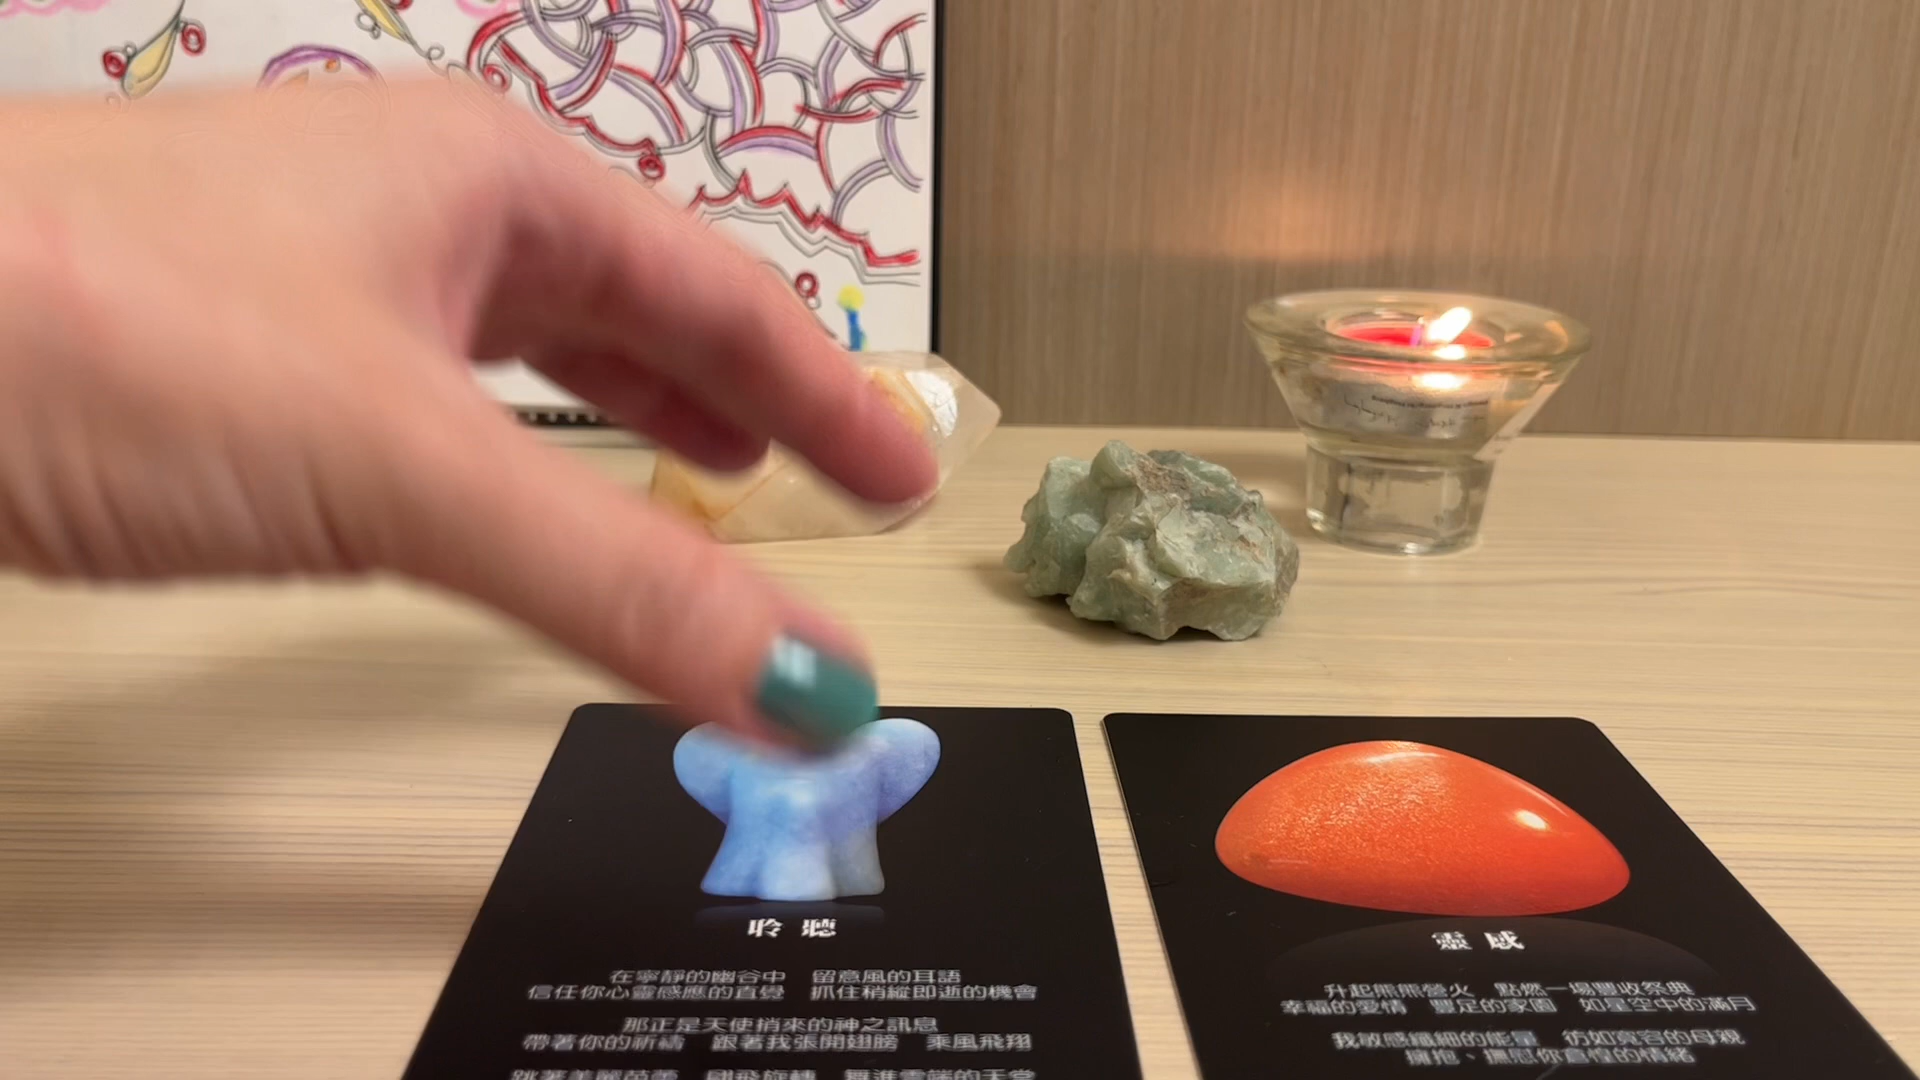 聆聽
在寧靜的幽谷中　留意風的耳語
信任你心靈感應的直覺　抓住稍縱即逝的機會
那正是天使捎來的神之訊息
帶著你的祈禱　跟著我張開翅膀　乘風飛翔
靈感
升起熊熊營火　點燃一場豐收祭典
幸福的愛情　豐足的家園　如星空中的滿月
我敏感纖細的能量　彷如寬容的母親
擁抱、撫慰你倉惶的情緒